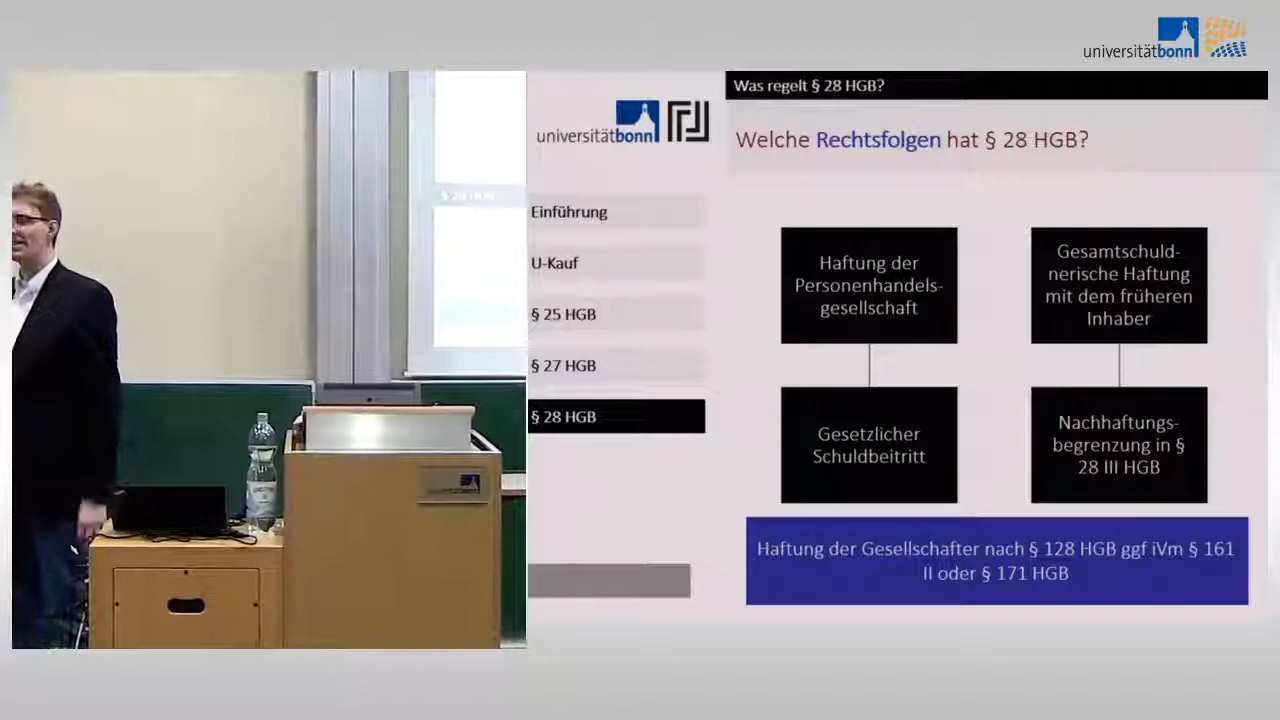 universitätbonn
Was regelt § 28 HGB?
universitätbonn
Welche Rechtsfolgen hat § 28 HGB?
Einführung
U-Kauf
§ 25 HGB
§ 27 HGB
§ 28 HGB
Haftung der
Personenhandels-
gesellschaft
Gesamtschuld-
nerische Haftung
mit dem früheren
Inhaber
Gesetzlicher
Schuldbeitritt
Nachhaftungs-
begrenzung in §
28 III HGB
Haftung der Gesellschafter nach § 128 HGB ggf iVm § 161
II oder § 171 HGB
§ 28 HGB